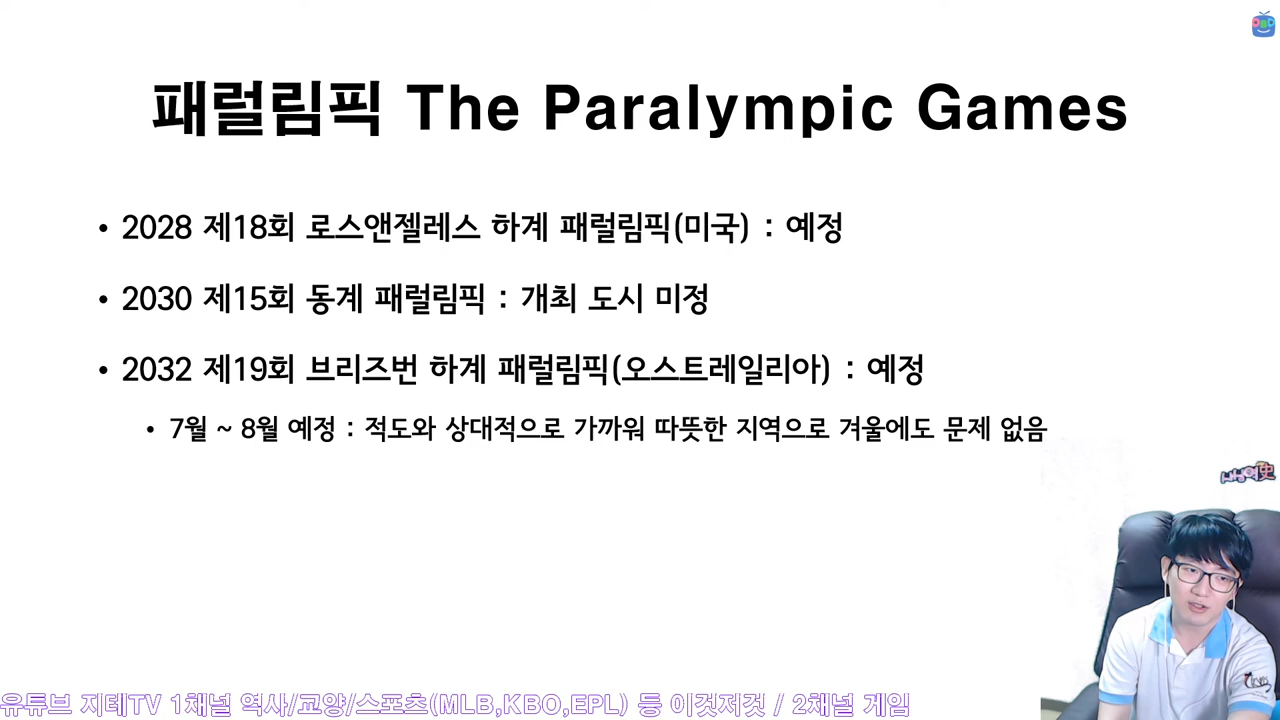 패럴림픽 The Paralympic Games
• 2028 제18회 로스앤젤레스 하계 패럴림픽(미국) : 예정
• 2030 제15회 동계 패럴림픽 : 개최 도시 미정
• 2032 제19회 브리즈번 하계 패럴림픽(오스트레일리아) : 예정
• 7월 ~ 8월 예정 : 적도와 상대적으로 가까워 따뜻한 지역으로 겨울에도 문제 없음
유튜브 지테TV 1채널 역사/교양/스포츠(MLB,KBO,EPL) 등 이것저것 / 2채널 게임